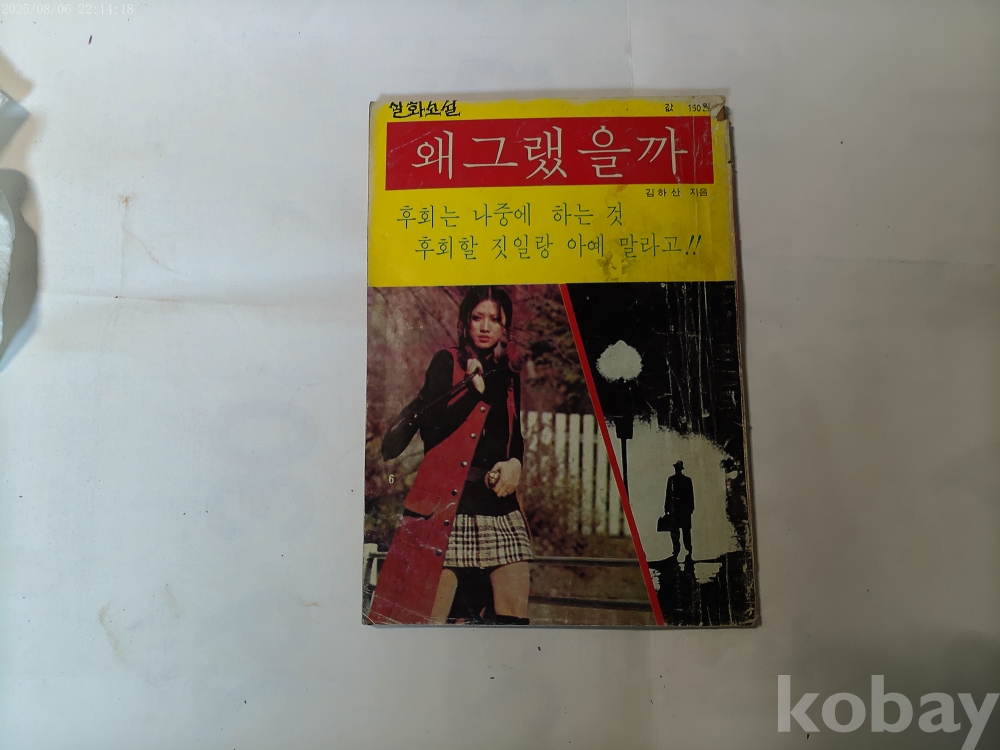 2025/08/06 22:14:18
실화소설
값 150원
왜그랬을까
김하산 지음
후회는 나중에 하는 것
후회할 짓일랑 아예 말라고!!
6
kobay